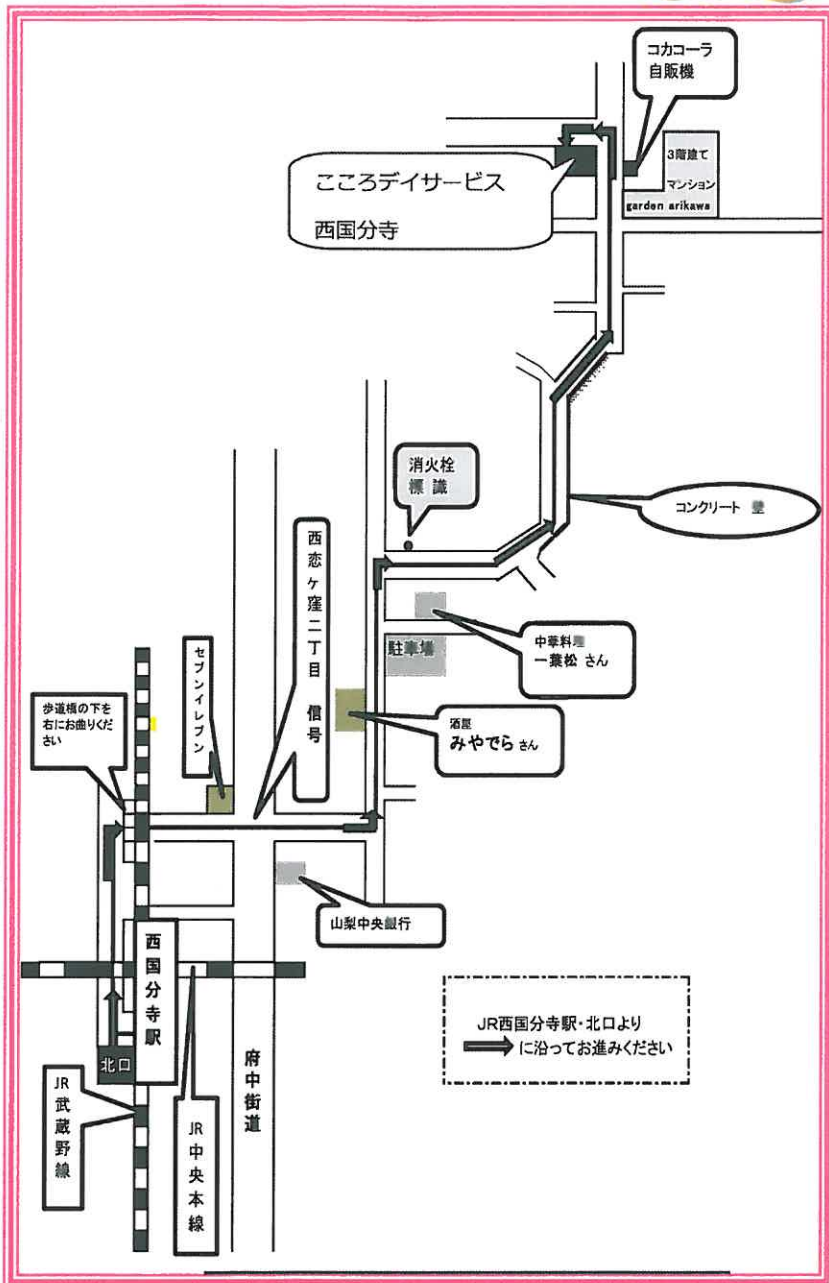 コカコーラ
自販機
3階建て
マンション
garden arikawa
こころデイサービス
西国分寺
消火栓
標 識
コンクリート 壁
西恋ヶ窪二丁目 信号
中華料理
一葉松 さん
駐車場
セブンイレブン
酒屋
みやでら さん
歩道橋の下を
右にお曲りくだ
さい
山梨中央銀行
西国分寺駅
JR西国分寺駅・北口より
に沿ってお進みください
北口
府中街道
JR武蔵野線
JR中央本線